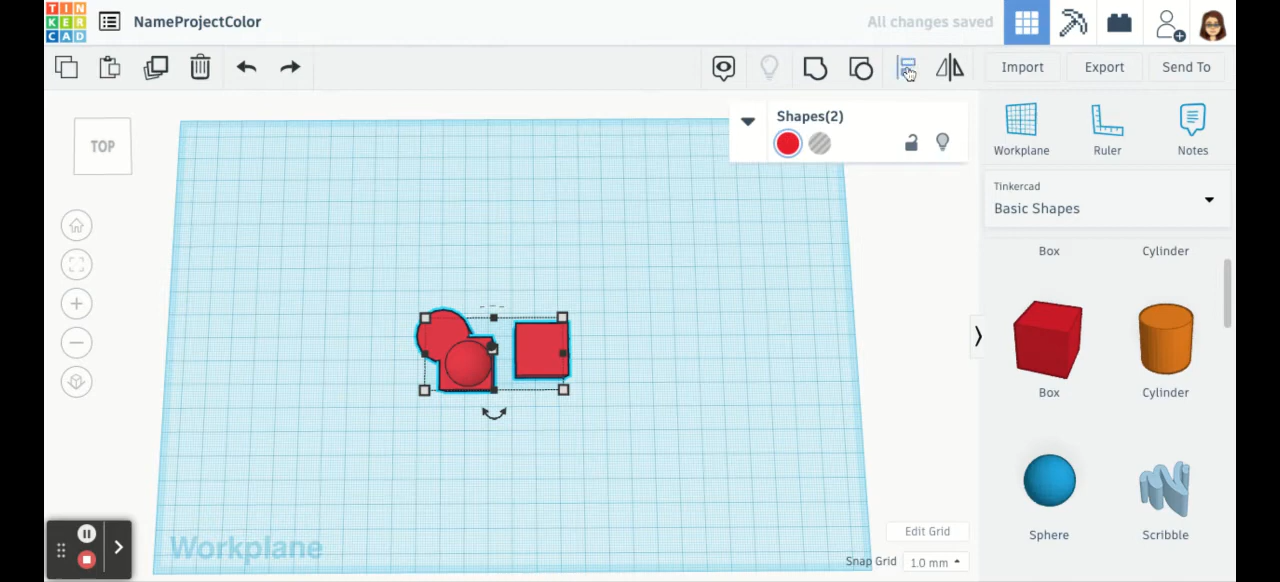 TIN
KER
CAD
NameProjectColor
All changes saved
Import
Export
Send To
TOP
Shapes(2)
Workplane
Ruler
Notes
Tinkercad
Basic Shapes
Box
Cylinder
Box
Cylinder
Sphere
Scribble
Workplane
Edit Grid
Snap Grid
1.0 mm